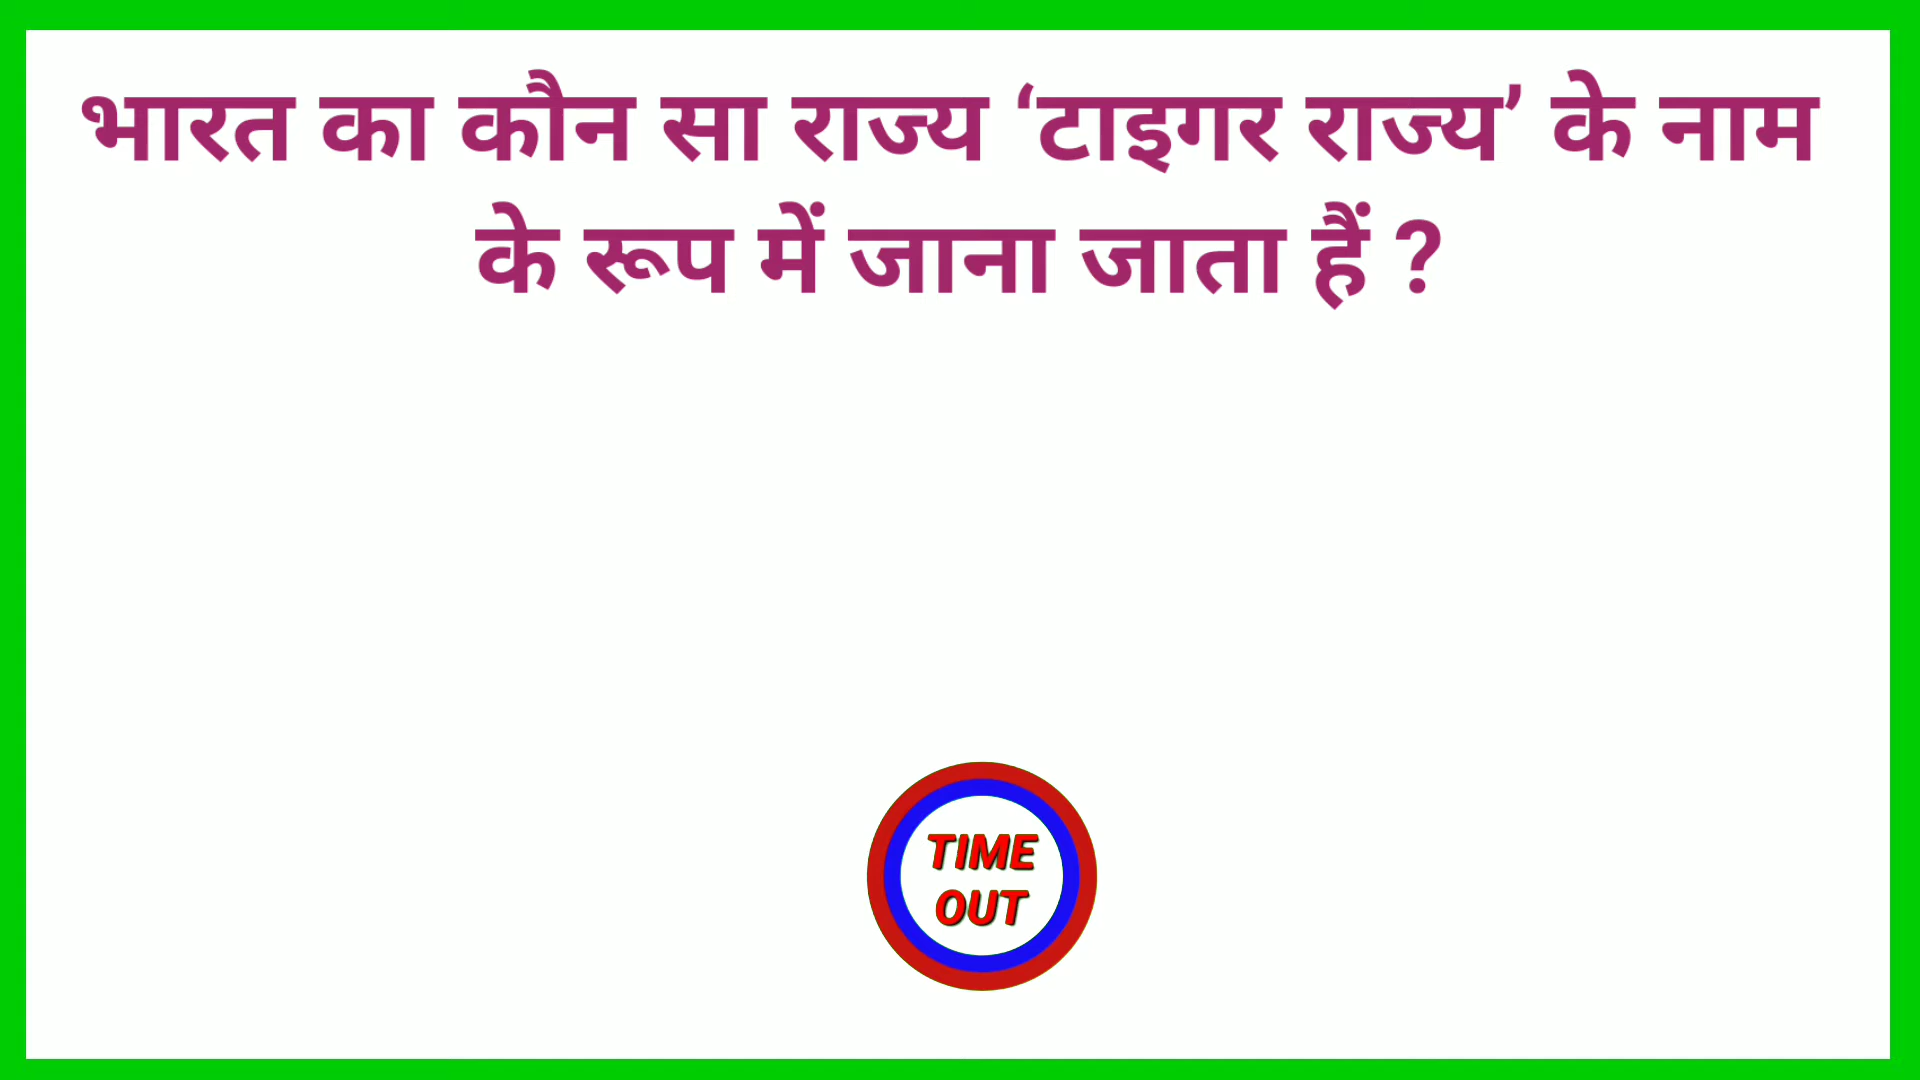 भारत का कौन सा राज्य ‘टाइगर राज्य’ के नाम
के रूप में जाना जाता हैं ?
TIME
OUT